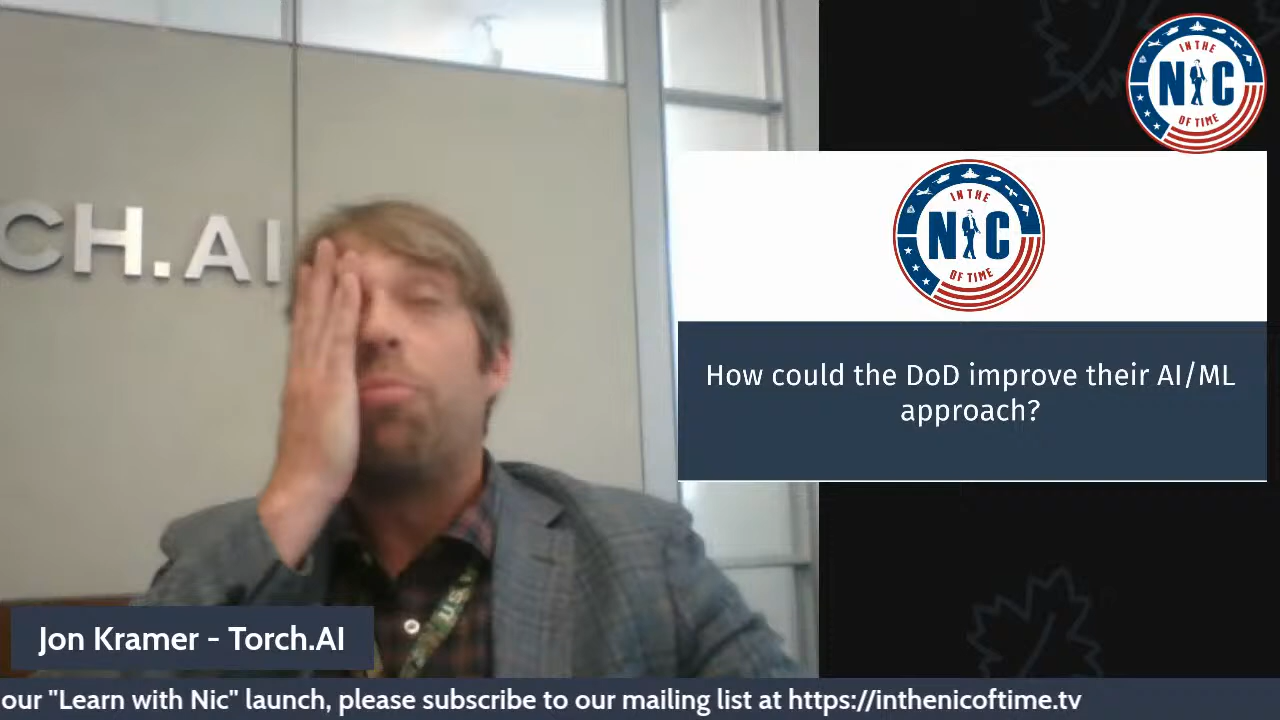 CH.AI
IN THE
NIC
OF TIME
IN THE
NIC
OF TIME
How could the DoD improve their AI/ML
approach?
US
Jon Kramer - Torch.AI
our "Learn with Nic" launch, please subscribe to our mailing list at https://inthenicoftime.tv